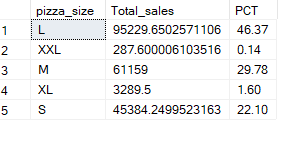 pizza_size Total_sales PCT
1 L 95229.6502571106 46.37
2 XXL 287.600006103516 0.14
3 M 61159 29.78
4 XL 3289.5 1.60
5 S 45384.2499523163 22.10